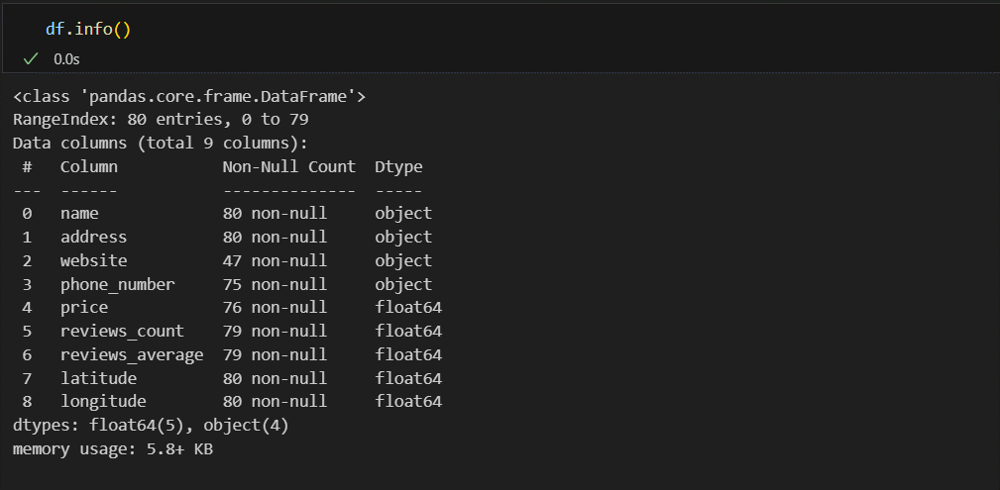 df.info()
0.0s
<class 'pandas.core.frame.DataFrame'>
RangeIndex: 80 entries, 0 to 79
Data columns (total 9 columns):
 #   Column           Non-Null Count  Dtype
---  ------           --------------  -----
 0   name             80 non-null     object
 1   address          80 non-null     object
 2   website          47 non-null     object
 3   phone_number     75 non-null     object
 4   price            76 non-null     float64
 5   reviews_count    79 non-null     float64
 6   reviews_average  79 non-null     float64
 7   latitude         80 non-null     float64
 8   longitude        80 non-null     float64
dtypes: float64(5), object(4)
memory usage: 5.8+ KB